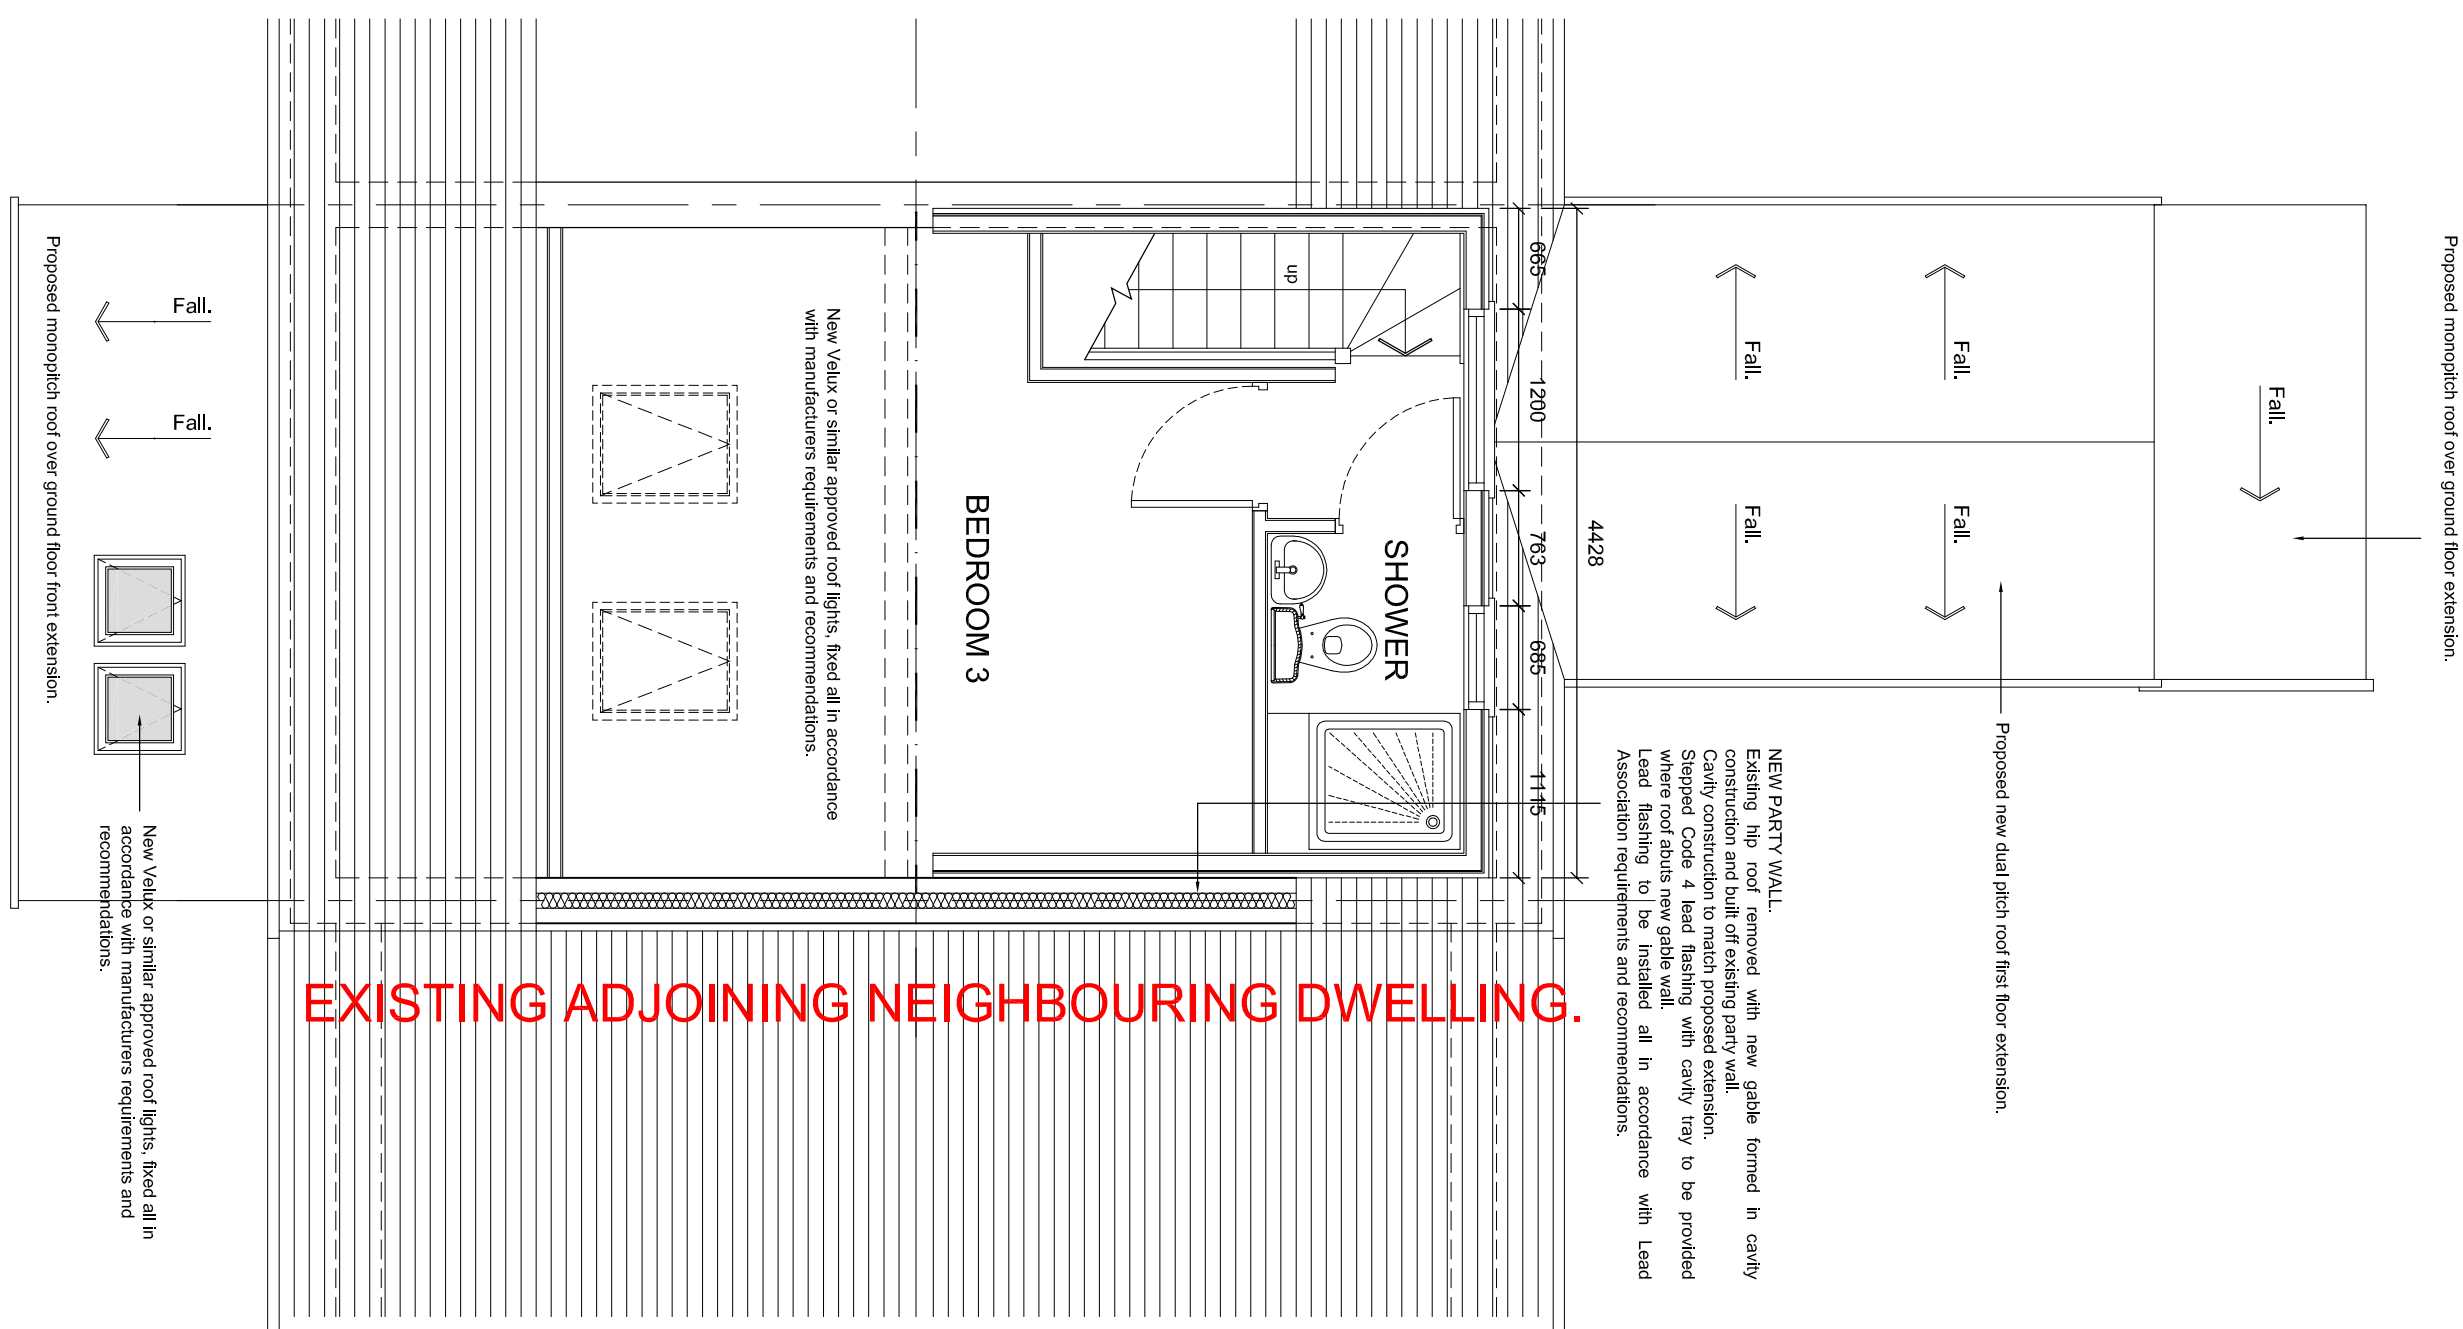 Proposed monopitch roof over ground floor extension.
Fall.
Fall.
Fall.
Fall.
Fall.
Proposed new dual pitch roof first floor extension.
NEW PARTY WALL.
Existing hip roof removed with new gable formed in cavity
construction and built off existing party wall.
Cavity construction to match proposed extension.
Stepped Code 4 lead flashing with cavity tray to be provided
where roof abuts new gable wall.
Lead flashing to be installed all in accordance with Lead
Association requirements and recommendations.
4428
665
1200
763
685
1115
up
SHOWER
BEDROOM 3
New Velux or similar approved roof lights, fixed all in accordance
with manufacturers requirements and recommendations.
EXISTING ADJOINING NEIGHBOURING DWELLING.
Fall.
Fall.
New Velux or similar approved roof lights, fixed all in
accordance with manufacturers requirements and
recommendations.
Proposed monopitch roof over ground floor front extension.